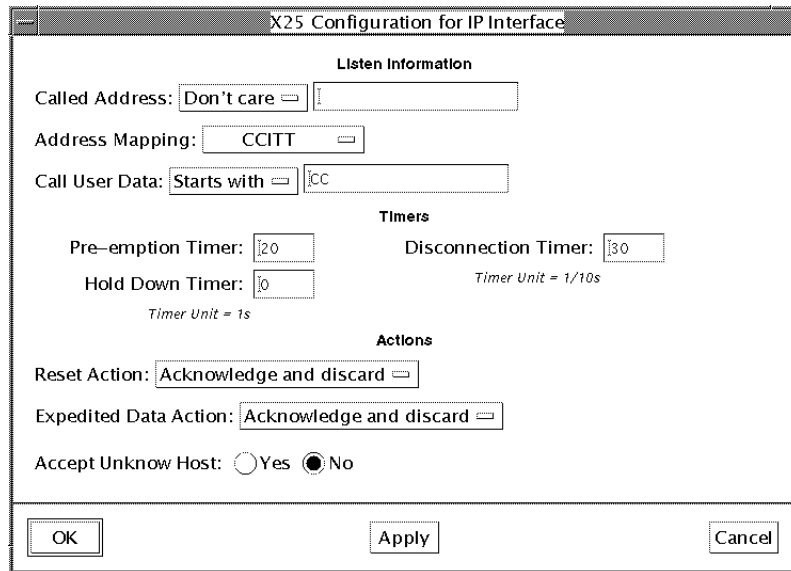 X25 Configuration for IP Interface
Listen Information
Called Address: Don't care
Address Mapping: CCITT
Call User Data: Starts with CC
Timers
Pre–emption Timer: 20 Disconnection Timer: 30
Hold Down Timer: 0 Timer Unit = 1/10s
Timer Unit = 1s
Actions
Reset Action: Acknowledge and discard
Expedited Data Action: Acknowledge and discard
Accept Unknow Host: Yes No
OK Apply Cancel